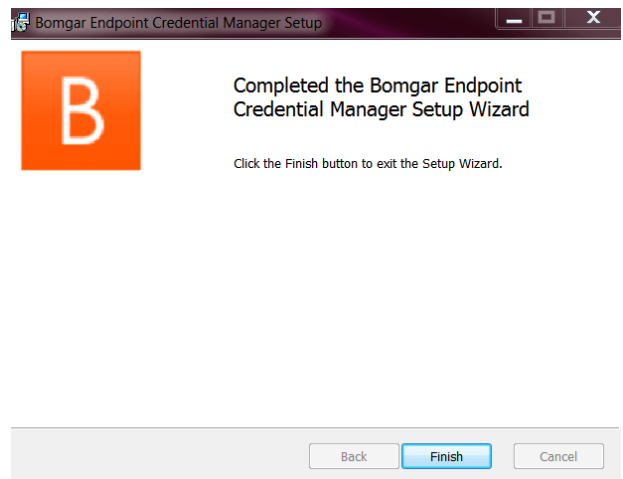 Bomgar Endpoint Credential Manager Setup
X
B
Completed the Bomgar Endpoint
Credential Manager Setup Wizard
Click the Finish button to exit the Setup Wizard.
Back Finish Cancel